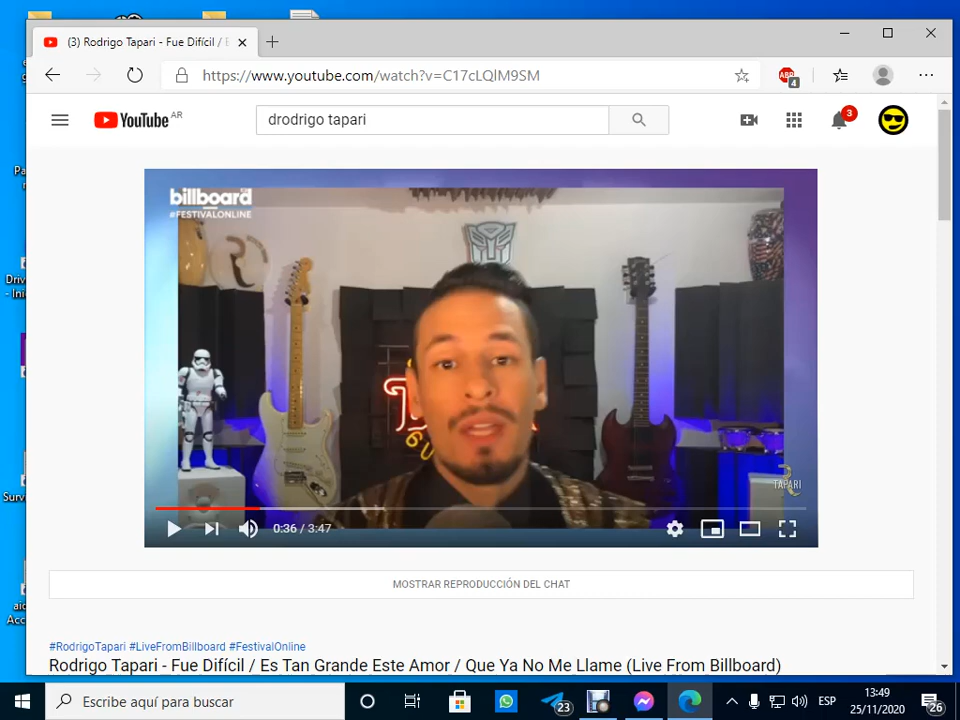 (3) Rodrigo Tapari - Fue Difícil /
https://www.youtube.com/watch?v=C17cLQlM9SM
ABP
4
YouTube AR
drodrigo tapari
3
billboard
#FESTIVALONLINE
TAPARI
0:36 / 3:47
MOSTRAR REPRODUCCIÓN DEL CHAT
#RodrigoTapari #LiveFromBillboard #FestivalOnline
Rodrigo Tapari - Fue Difícil / Es Tan Grande Este Amor / Que Ya No Me Llame (Live From Billboard)
Escribe aquí para buscar
23
ESP
13:49
25/11/2020
26